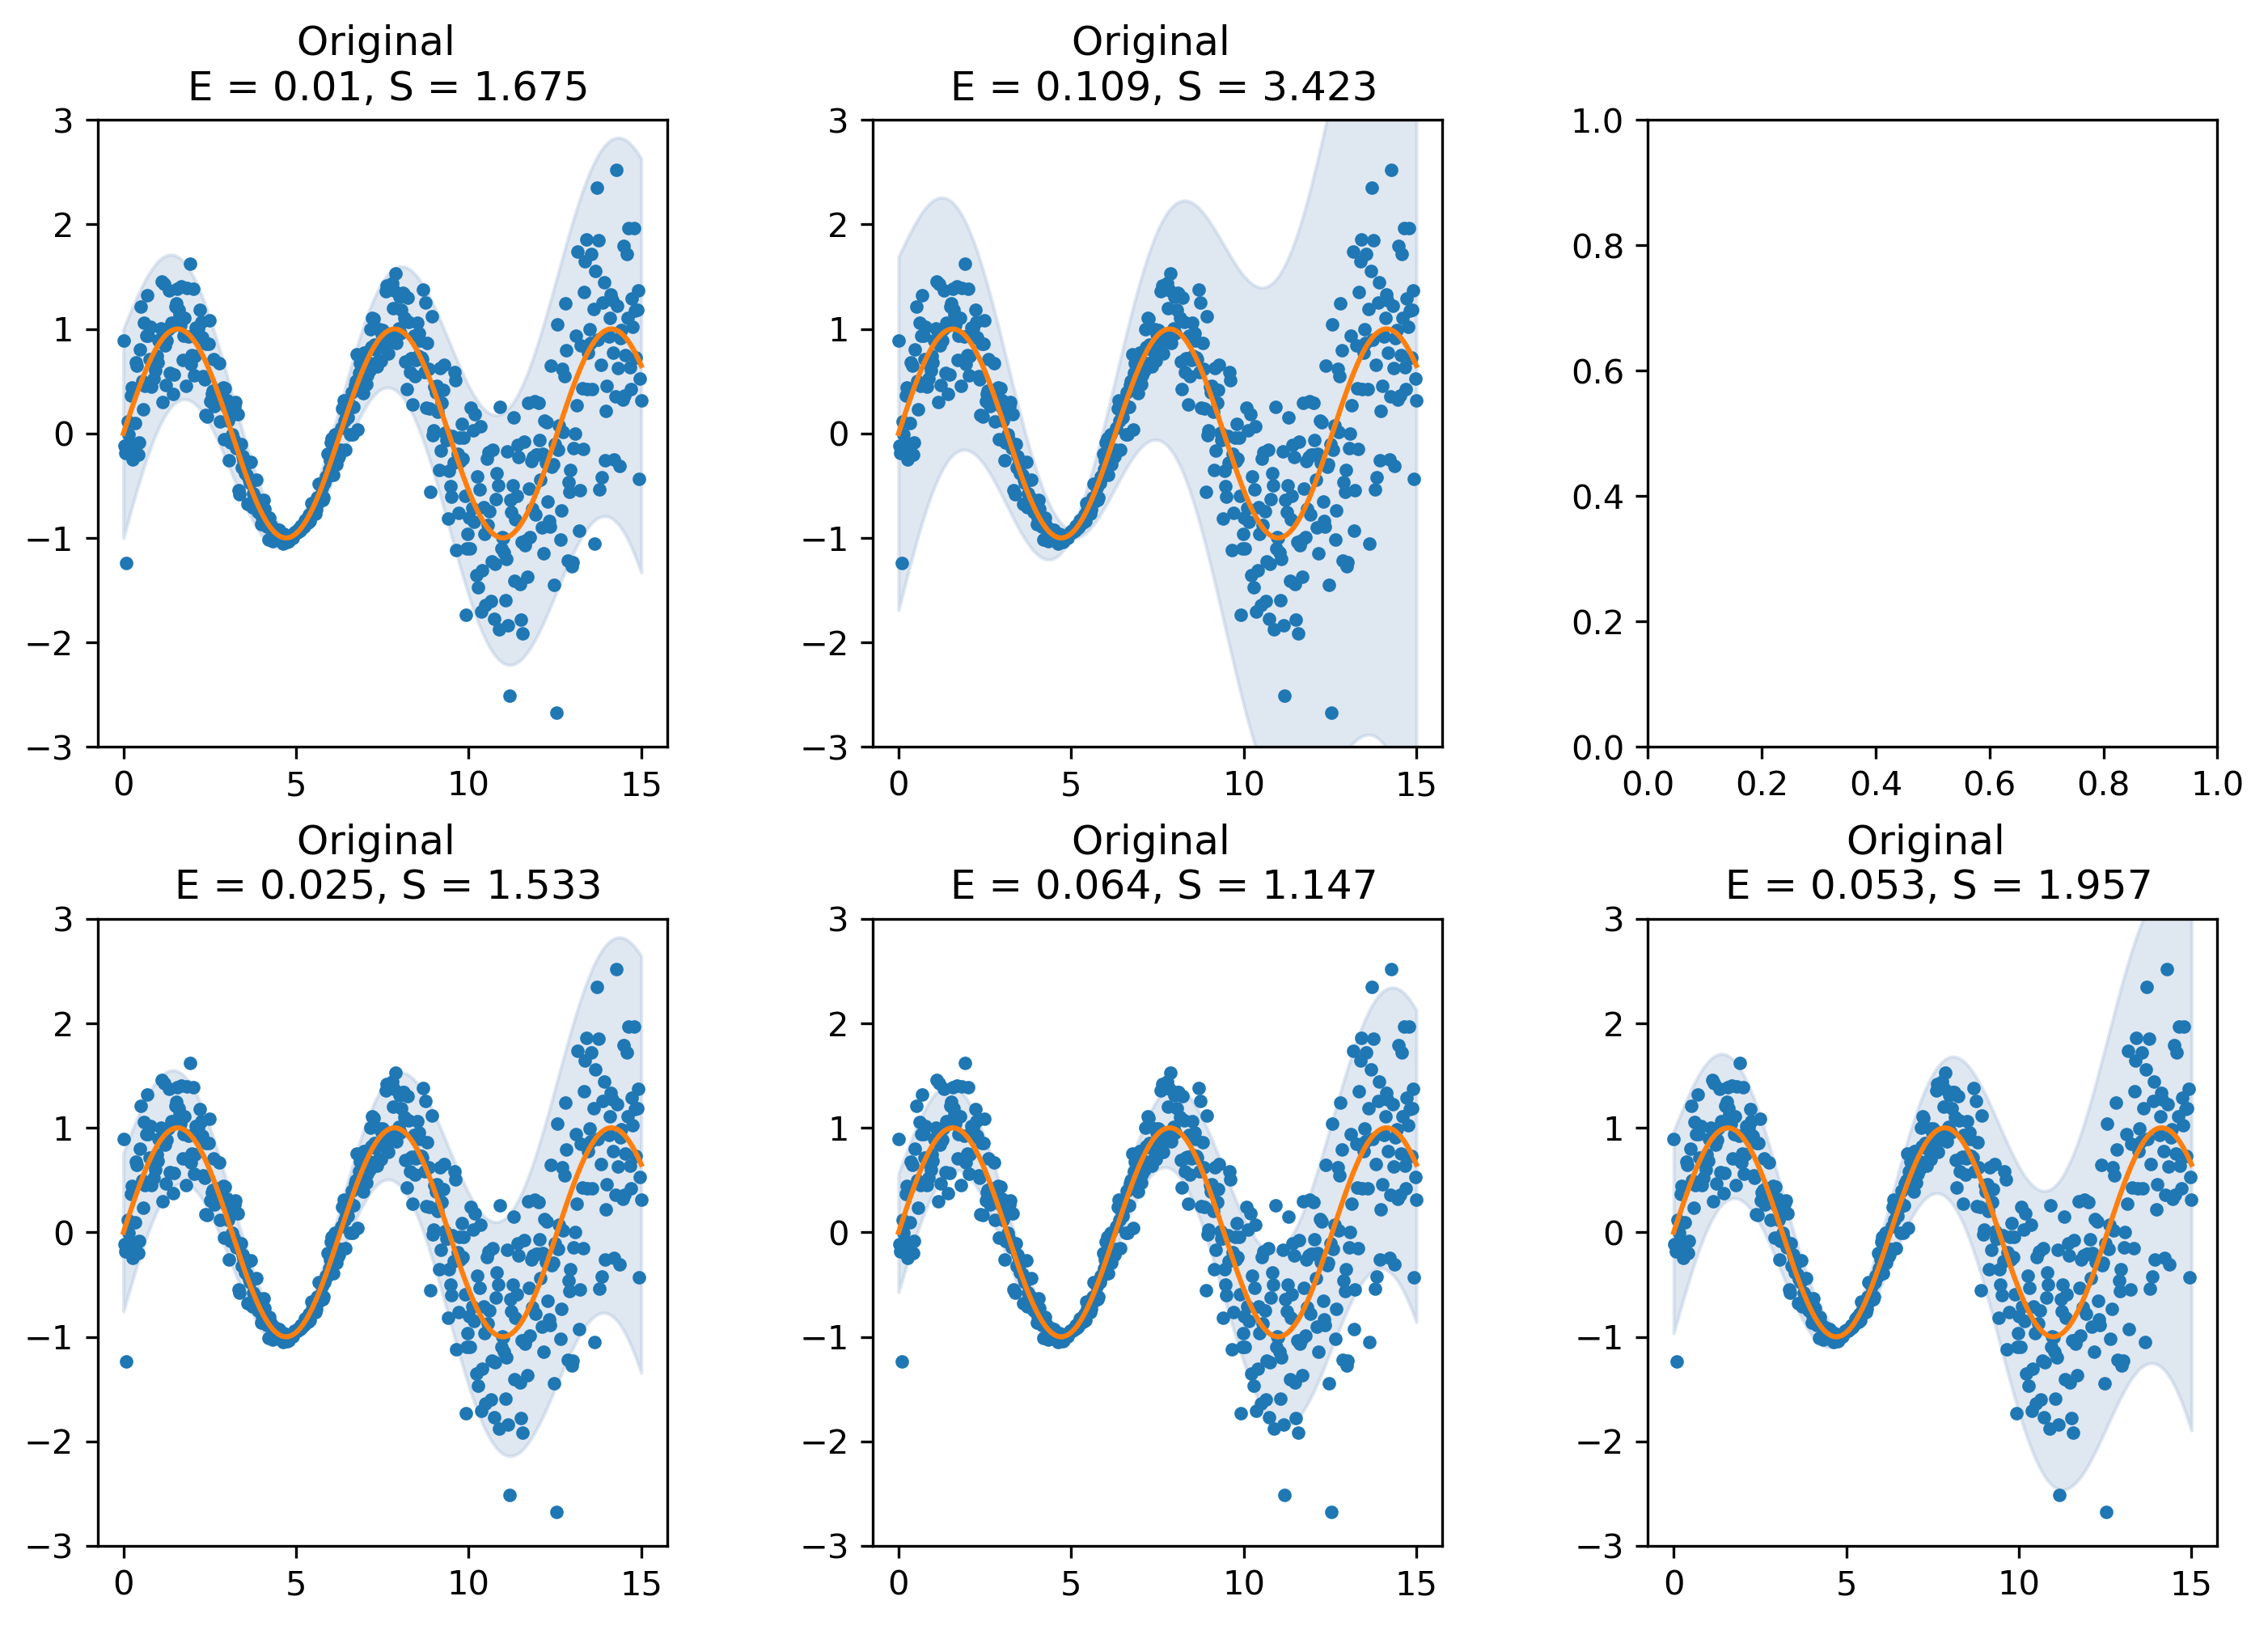 Original
E = 0.01, S = 1.675
3
2
1
0
−1
−2
−3
0 5 10 15
Original
E = 0.109, S = 3.423
3
2
1
0
−1
−2
−3
0 5 10 15
1.0
0.8
0.6
0.4
0.2
0.0
0.0 0.2 0.4 0.6 0.8 1.0
Original
E = 0.025, S = 1.533
3
2
1
0
−1
−2
−3
0 5 10 15
Original
E = 0.064, S = 1.147
3
2
1
0
−1
−2
−3
0 5 10 15
Original
E = 0.053, S = 1.957
3
2
1
0
−1
−2
−3
0 5 10 15